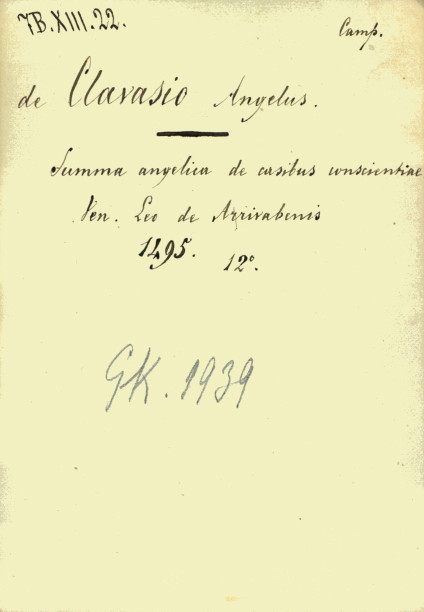 7B.XIII.22.
Camp.
de Clavasio Angelus.
Summa angelica de casibus conscientiae
Ven. Leo de Arrivabenis
1495. 12°.
GK. 1939